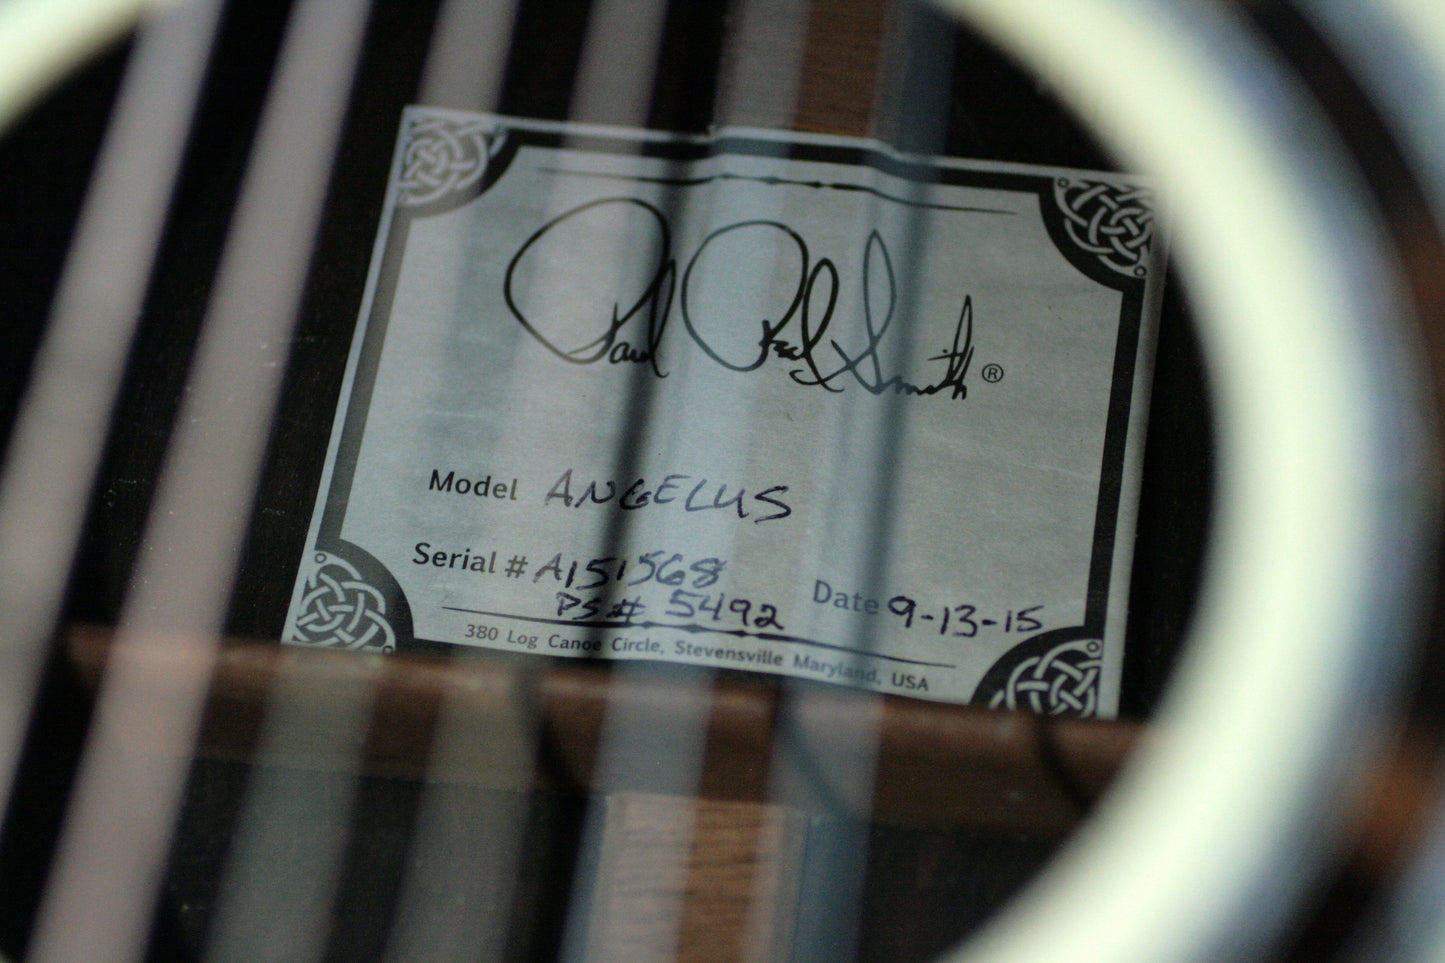 Paul Reed Smith ®
Model ANGELUS
Serial # A151568
PS# 5492
Date 9-13-15
380 Log Canoe Circle, Stevensville Maryland, USA